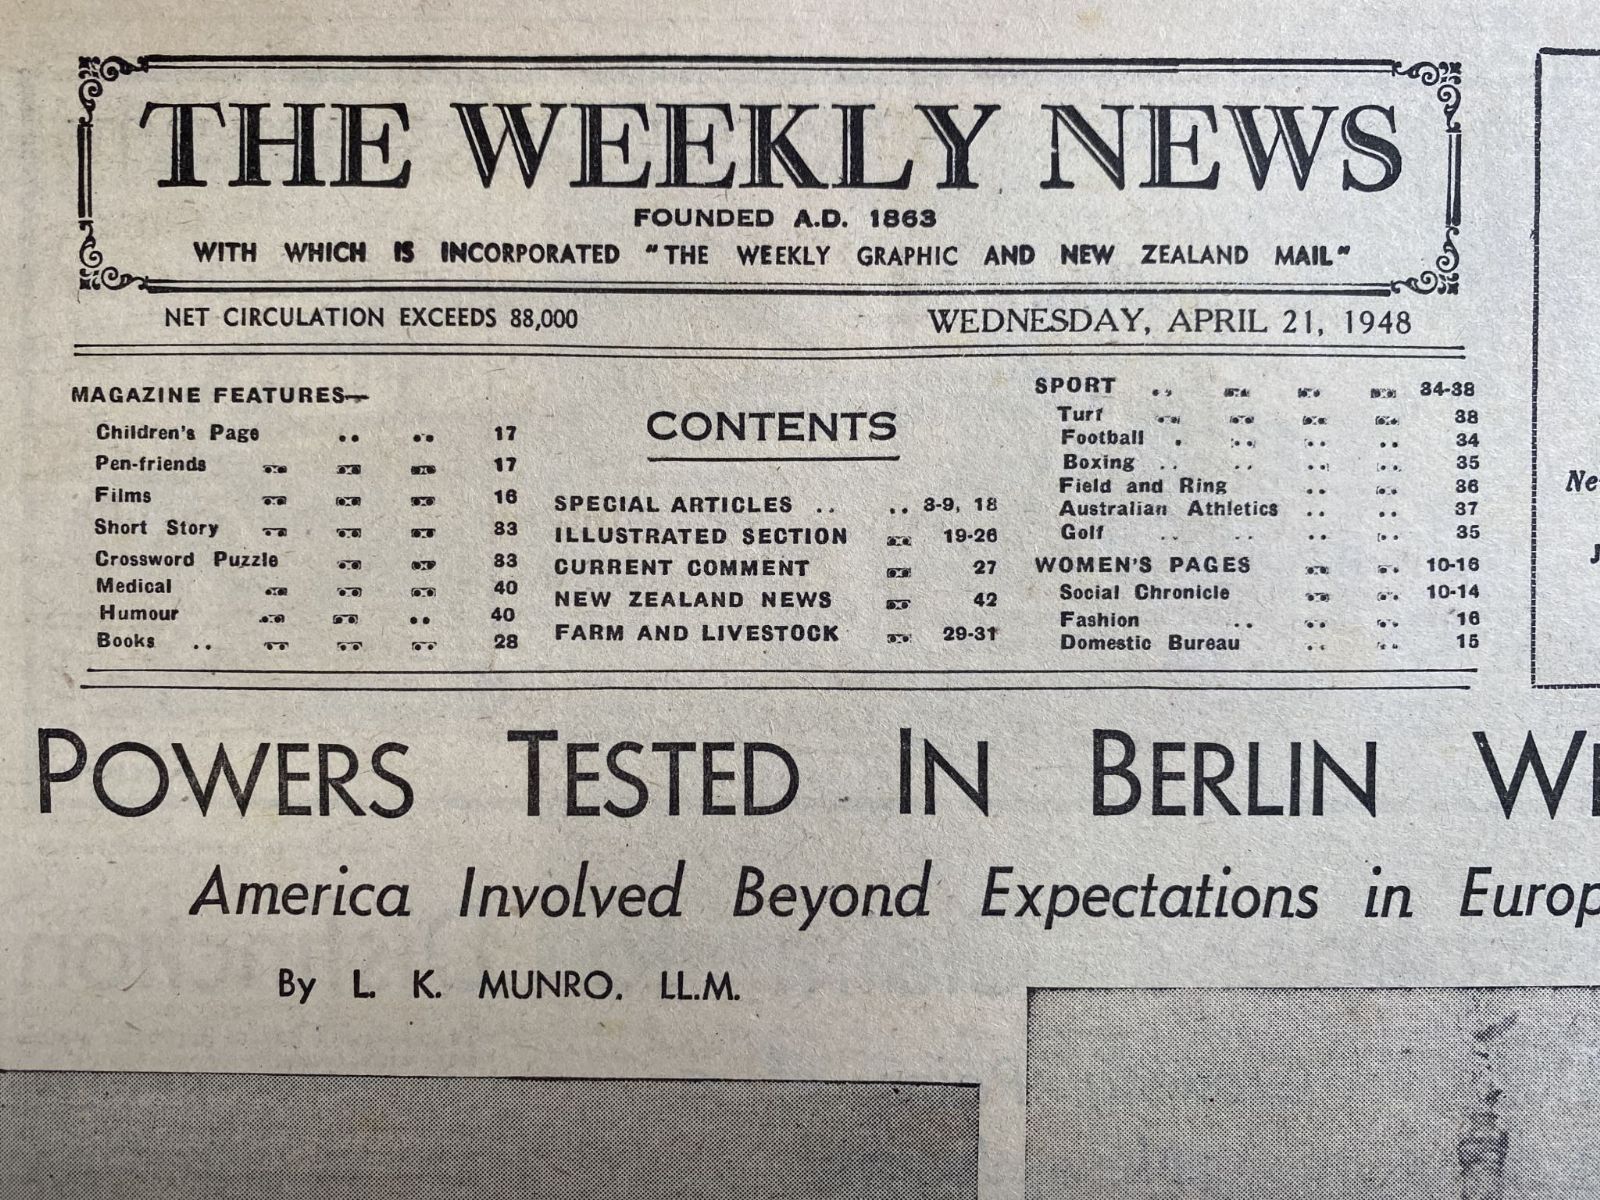 THE WEEKLY NEWS
FOUNDED A.D. 1863
WITH WHICH IS INCORPORATED "THE WEEKLY GRAPHIC AND NEW ZEALAND MAIL"
NET CIRCULATION EXCEEDS 88,000
WEDNESDAY, APRIL 21, 1948
MAGAZINE FEATURES—
Children's Page .. .. 17
Pen-friends .. .. .. 17
Films .. .. .. 16
Short Story .. .. .. 33
Crossword Puzzle .. .. 33
Medical .. .. .. 40
Humour .. .. .. 40
Books .. .. .. .. 28
CONTENTS
SPECIAL ARTICLES .. .. 3-9, 18
ILLUSTRATED SECTION .. 19-26
CURRENT COMMENT .. 27
NEW ZEALAND NEWS .. 42
FARM AND LIVESTOCK .. 29-31
SPORT .. .. .. .. 34-38
Turf .. .. .. .. 38
Football . .. .. .. 34
Boxing .. .. .. .. 35
Field and Ring .. .. 36
Australian Athletics .. .. 37
Golf .. .. .. .. 35
WOMEN'S PAGES .. .. 10-16
Social Chronicle .. .. 10-14
Fashion .. .. .. 16
Domestic Bureau .. .. 15
Ne-
POWERS TESTED IN BERLIN
America Involved Beyond Expectations in Europ
By L. K. MUNRO. LL.M.